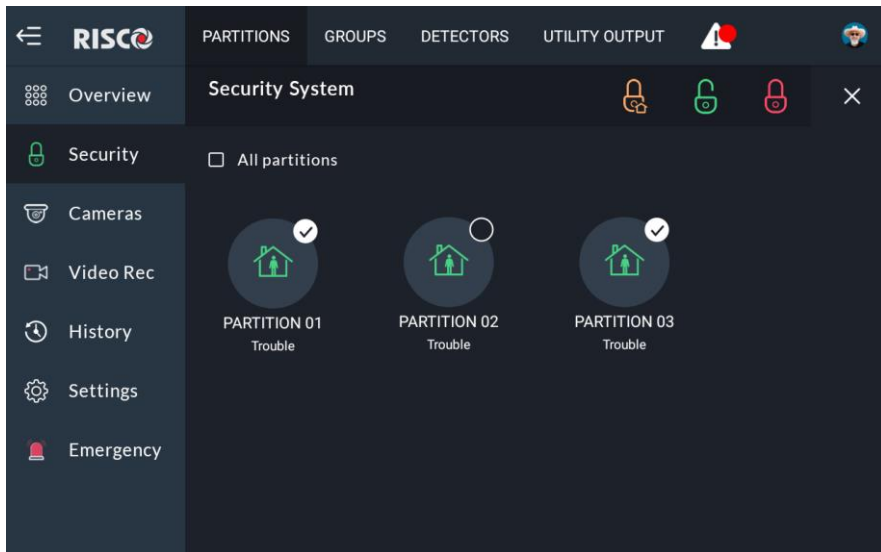 RISCO
PARTITIONS GROUPS DETECTORS UTILITY OUTPUT
Overview
Security System
Security
All partitions
Cameras
Video Rec
History
PARTITION 01 PARTITION 02 PARTITION 03
Trouble Trouble Trouble
Settings
Emergency